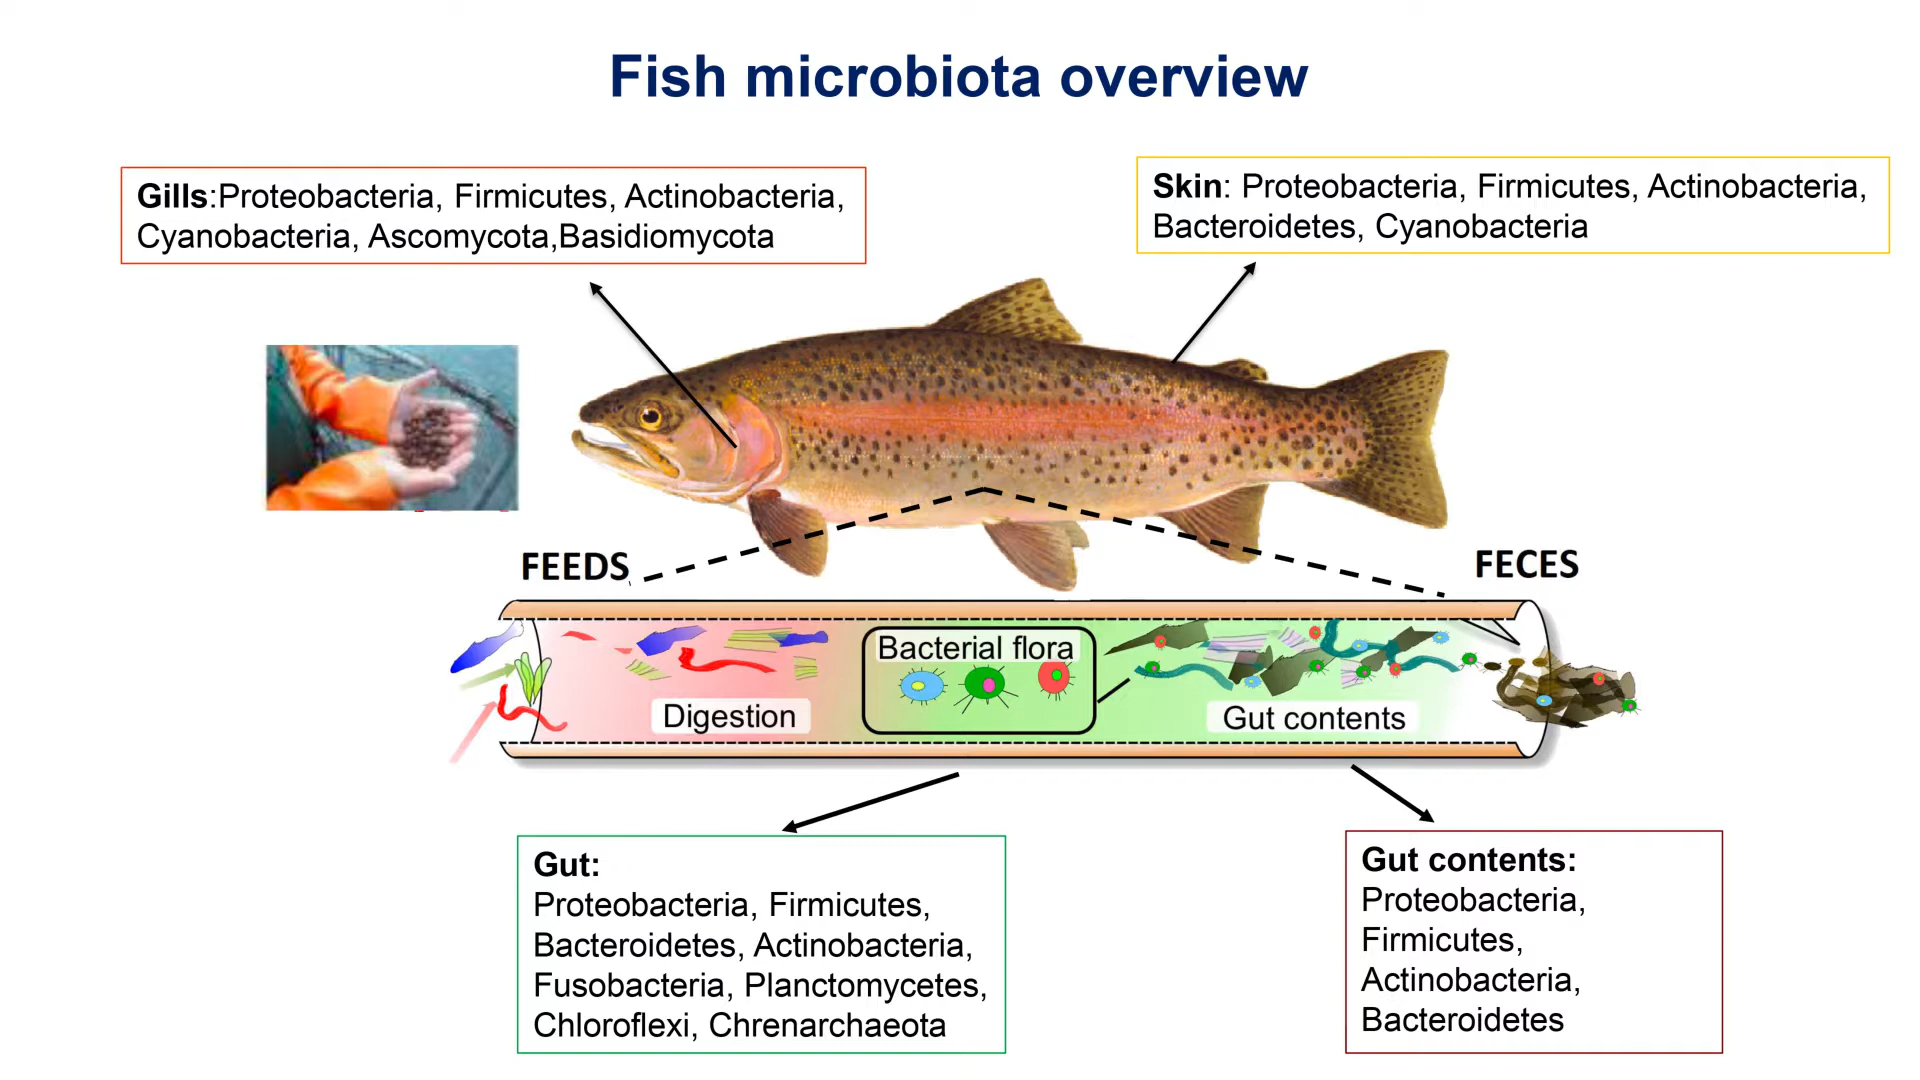 Fish microbiota overview
Gills:Proteobacteria, Firmicutes, Actinobacteria,
Cyanobacteria, Ascomycota,Basidiomycota
Skin: Proteobacteria, Firmicutes, Actinobacteria,
Bacteroidetes, Cyanobacteria
FEEDS
FECES
Bacterial flora
Digestion
Gut contents
Gut:
Proteobacteria, Firmicutes,
Bacteroidetes, Actinobacteria,
Fusobacteria, Planctomycetes,
Chloroflexi, Chrenarchaeota
Gut contents:
Proteobacteria,
Firmicutes,
Actinobacteria,
Bacteroidetes